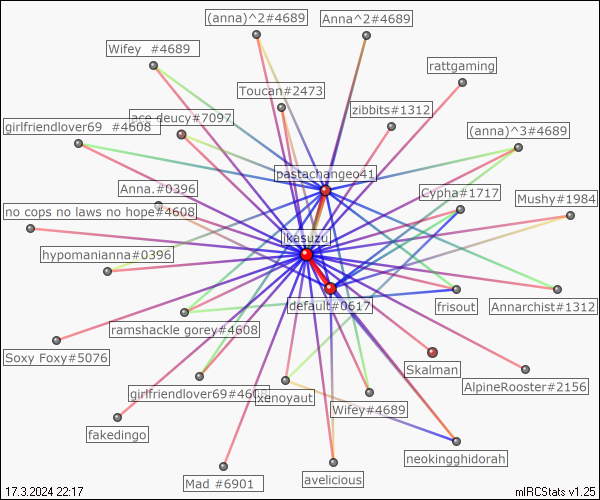 (anna)^2#4689
Anna^2#4689
Wifey  #4689
rattgaming
Toucan#2473
zibbits#1312
ace deucy#7097
girlfriendlover69  #4608
(anna)^3#4689
pastachangeo41
Anna.#0396
Cypha#1717
Mushy#1984
no cops no laws no hope#4608
jkasuzu
hypomanianna#0396
default#0617
frisout
Annarchist#1312
ramshackle gorey#4608
Soxy Foxy#5076
Skalman
AlpineRooster#2156
girlfriendlover69#4608
xenoyaut
Wifey#4689
fakedingo
neokingghidorah
Mad #6901
avelicious
17.3.2024 22:17
mIRCStats v1.25